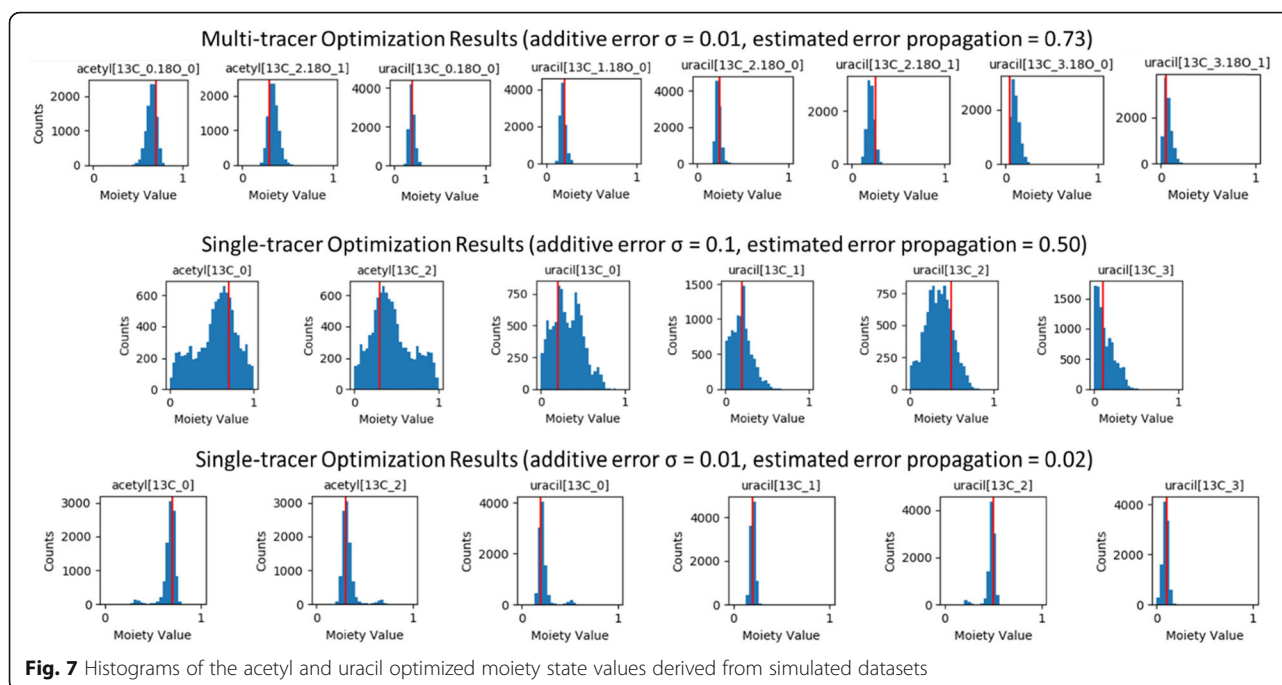 Multi-tracer Optimization Results (additive error σ = 0.01, estimated error propagation = 0.73)
acetyl[13C_0.18O_0] acetyl[13C_2.18O_1] uracil[13C_0.18O_0] uracil[13C_1.18O_0] uracil[13C_2.18O_0] uracil[13C_2.18O_1] uracil[13C_3.18O_0] uracil[13C_3.18O_1]
Counts
2000 2000 4000 4000 4000 2000 2000 2000
1000 1000 2000 2000 2000
0 0 0 0 0 0 0 0
0 1 0 1 0 1 0 1 0 1 0 1 0 1 0 1
Moiety Value Moiety Value Moiety Value Moiety Value Moiety Value Moiety Value Moiety Value Moiety Value
Single-tracer Optimization Results (additive error σ = 0.1, estimated error propagation = 0.50)
acetyl[13C_0] acetyl[13C_2] uracil[13C_0] uracil[13C_1] uracil[13C_2] uracil[13C_3]
Counts Counts Counts Counts Counts Counts
600 600 750 1500 750 1500
400 400 500 1000 500 1000
200 200 250 500 250 500
0 0 0 0 0 0
0 1 0 1 0 1 0 1 0 1 0 1
Moiety Value Moiety Value Moiety Value Moiety Value Moiety Value Moiety Value
Single-tracer Optimization Results (additive error σ = 0.01, estimated error propagation = 0.02)
acetyl[13C_0] acetyl[13C_2] uracil[13C_0] uracil[13C_1] uracil[13C_2] uracil[13C_3]
Counts Counts Counts Counts Counts Counts
3000 3000 4000 4000 4000 4000
2000 2000 2000 2000 2000 2000
1000 1000
0 0 0 0 0 0
0 1 0 1 0 1 0 1 0 1 0 1
Moiety Value Moiety Value Moiety Value Moiety Value Moiety Value Moiety Value
Fig. 7 Histograms of the acetyl and uracil optimized moiety state values derived from simulated datasets